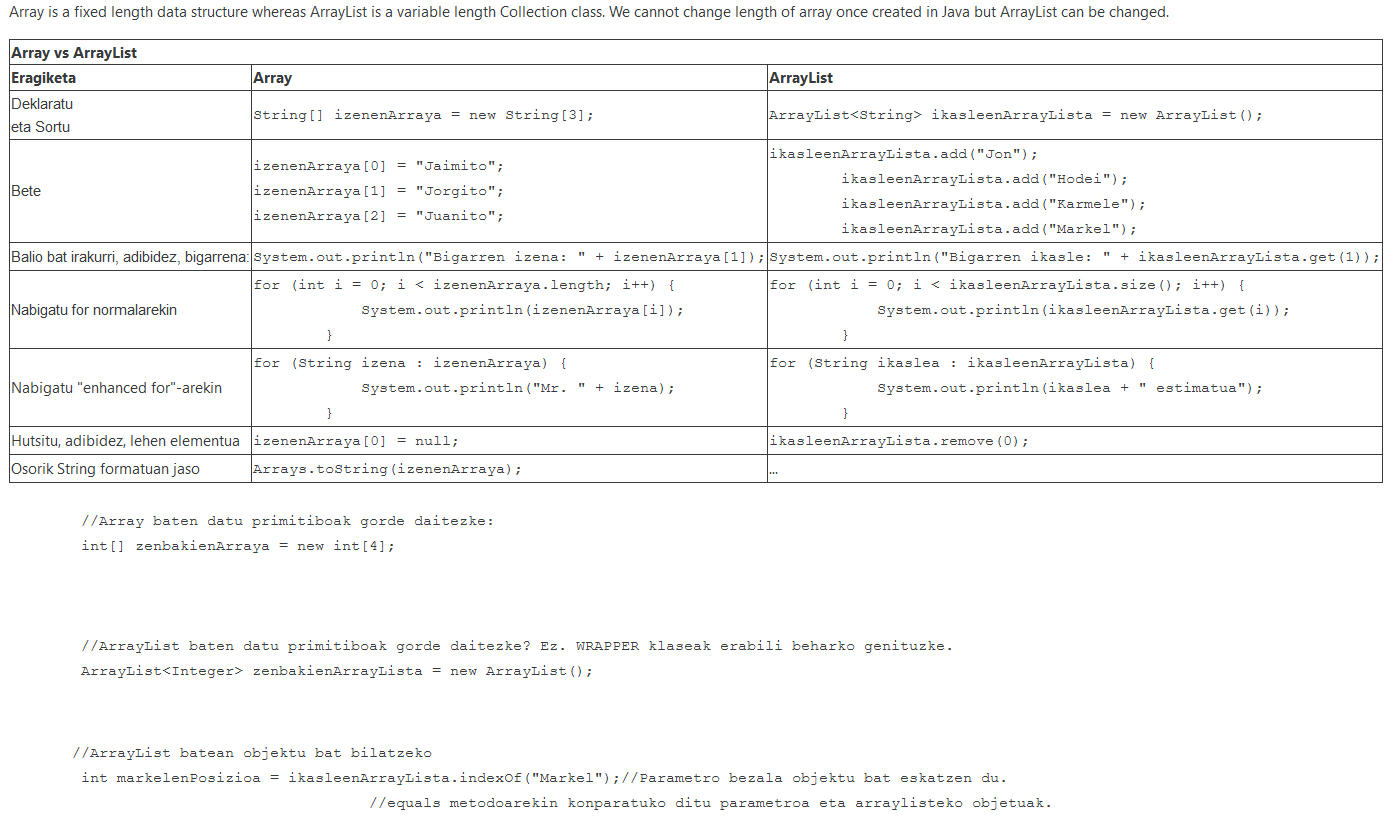 Array is a fixed length data structure whereas ArrayList is a variable length Collection class. We cannot change length of array once created in Java but ArrayList can be changed.
Array vs ArrayList
Eragiketa
Array
ArrayList
Deklaratu
eta Sortu
String[] izenenArraya = new String[3];
ArrayList<String> ikasleenArrayLista = new ArrayList();
Bete
izenenArraya[0] = "Jaimito";
izenenArraya[1] = "Jorgito";
izenenArraya[2] = "Juanito";
ikasleenArrayLista.add("Jon");
ikasleenArrayLista.add("Hodei");
ikasleenArrayLista.add("Karmele");
ikasleenArrayLista.add("Markel");
Balio bat irakurri, adibidez, bigarrena:
System.out.println("Bigarren izena: " + izenenArraya[1]);
System.out.println("Bigarren ikasle: " + ikasleenArrayLista.get(1));
Nabigatu for normalarekin
for (int i = 0; i < izenenArraya.length; i++) {
System.out.println(izenenArraya[i]);
}
for (int i = 0; i < ikasleenArrayLista.size(); i++) {
System.out.println(ikasleenArrayLista.get(i));
}
Nabigatu "enhanced for"-arekin
for (String izena : izenenArraya) {
System.out.println("Mr. " + izena);
}
for (String ikaslea : ikasleenArrayLista) {
System.out.println(ikaslea + " estimatua");
}
Hutsitu, adibidez, lehen elementua
izenenArraya[0] = null;
ikasleenArrayLista.remove(0);
Osorik String formatuan jaso
Arrays.toString(izenenArraya);
...
//Array baten datu primitiboak gorde daitezke:
int[] zenbakienArraya = new int[4];
//ArrayList baten datu primitiboak gorde daitezke? Ez. WRAPPER klaseak erabili beharko genituzke.
ArrayList<Integer> zenbakienArrayLista = new ArrayList();
//ArrayList batean objektu bat bilatzeko
int markelenPosizioa = ikasleenArrayLista.indexOf("Markel");//Parametro bezala objektu bat eskatzen du.
//equals metodoarekin konparatuko ditu parametroa eta arraylisteko objetuak.